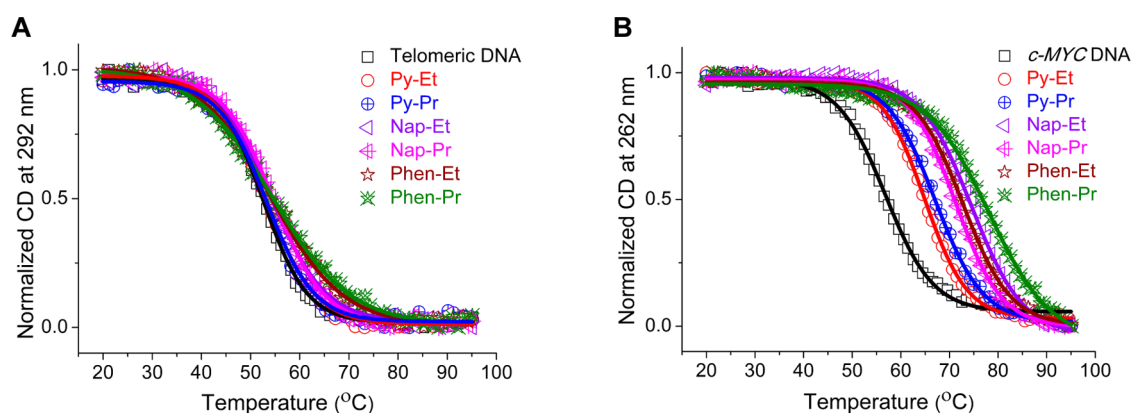 A
Normalized CD at 292 nm
1.0
0.5
0.0
Telomeric DNA
Py-Et
Py-Pr
Nap-Et
Nap-Pr
Phen-Et
Phen-Pr
20 30 40 50 60 70 80 90 100
Temperature (°C)
B
Normalized CD at 262 nm
1.0
0.5
0.0
c-MYC DNA
Py-Et
Py-Pr
Nap-Et
Nap-Pr
Phen-Et
Phen-Pr
20 30 40 50 60 70 80 90 100
Temperature (°C)